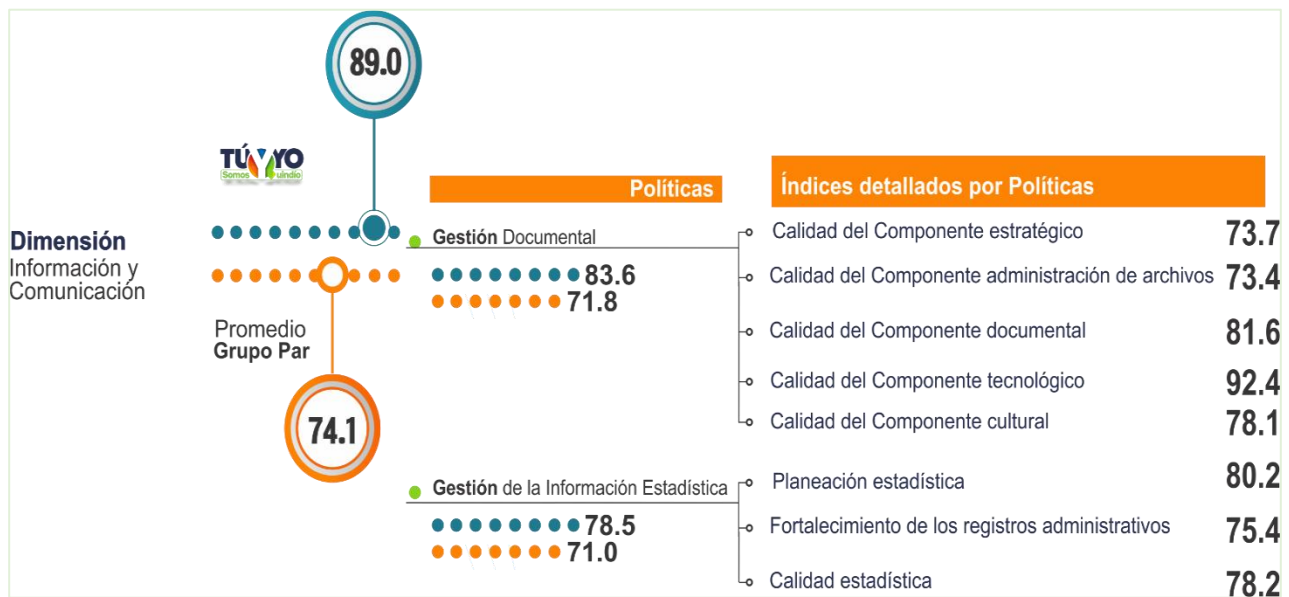 89.0
TÚ Y YO
Somos uindio
Políticas
Índices detallados por Políticas
Dimensión
Información y
Comunicación
Promedio
Grupo Par
74.1
Gestión Documental
83.6
71.8
Calidad del Componente estratégico 73.7
Calidad del Componente administración de archivos 73.4
Calidad del Componente documental 81.6
Calidad del Componente tecnológico 92.4
Calidad del Componente cultural 78.1
Gestión de la Información Estadística
78.5
71.0
Planeación estadística 80.2
Fortalecimiento de los registros administrativos 75.4
Calidad estadística 78.2